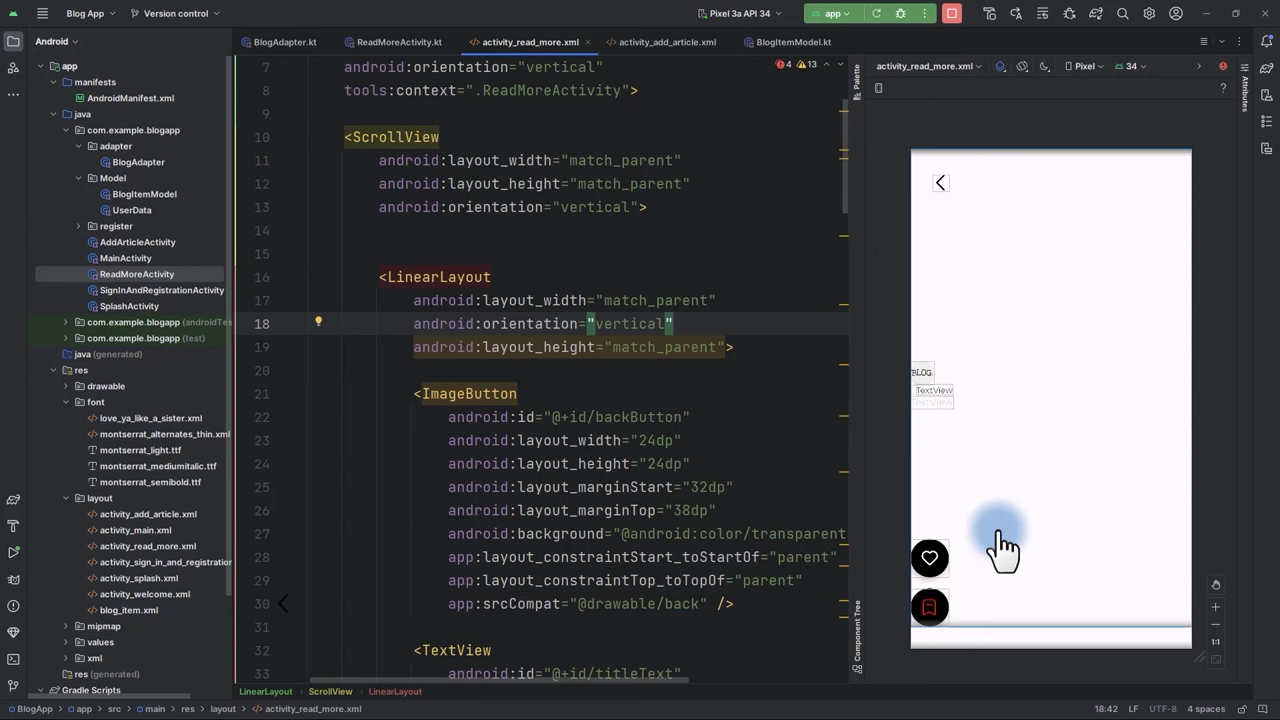 Blog App
Version control
Pixel 3a API 34
app
Android
BlogAdapter.kt
ReadMoreActivity.kt
activity_read_more.xml
activity_add_article.xml
BlogItemModel.kt
app
manifests
AndroidManifest.xml
java
com.example.blogapp
adapter
BlogAdapter
Model
BlogItemModel
UserData
register
AddArticleActivity
MainActivity
ReadMoreActivity
SignInAndRegistrationActivity
SplashActivity
com.example.blogapp (androidTes
com.example.blogapp (test)
java (generated)
res
drawable
font
love_ya_like_a_sister.xml
montserrat_alternates_thin.xml
montserrat_light.ttf
montserrat_mediumitalic.ttf
montserrat_semibold.ttf
layout
activity_add_article.xml
activity_main.xml
activity_read_more.xml
activity_sign_in_and_registration
activity_splash.xml
activity_welcome.xml
blog_item.xml
mipmap
values
xml
res (generated)
Gradle Scripts
4 13
7 android:orientation="vertical"
8 tools:context=".ReadMoreActivity">
9
10 <ScrollView
11 android:layout_width="match_parent"
12 android:layout_height="match_parent"
13 android:orientation="vertical">
14
15
16 <LinearLayout
17 android:layout_width="match_parent"
18 android:orientation="vertical"
19 android:layout_height="match_parent">
20
21 <ImageButton
22 android:id="@+id/backButton"
23 android:layout_width="24dp"
24 android:layout_height="24dp"
25 android:layout_marginStart="32dp"
26 android:layout_marginTop="38dp"
27 android:background="@android:color/transparent
28 app:layout_constraintStart_toStartOf="parent"
29 app:layout_constraintTop_toTopOf="parent"
30 app:srcCompat="@drawable/back" />
31
32 <TextView
33 android:id="@+id/titleText"
Palette
Component Tree
activity_read_more.xml
Pixel
34
?
Attributes
BLOG.
TextView
TextView
1:1
LinearLayout
ScrollView
LinearLayout
BlogApp > app > src > main > res > layout > activity_read_more.xml
18:42 LF UTF-8 4 spaces